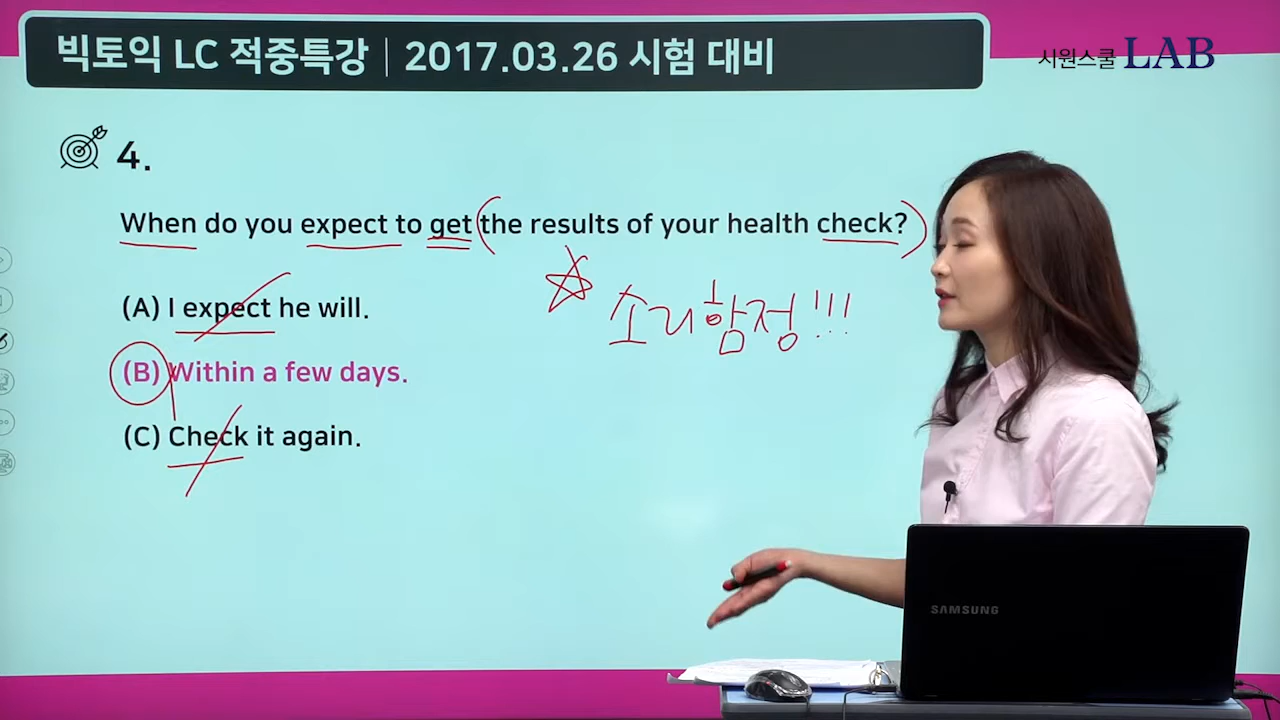 빅토익 LC 적중특강 | 2017.03.26 시험 대비
시원스쿨 LAB
4.
When do you expect to get the results of your health check?
소리함정!!!
(A) I expect he will.
(B) Within a few days.
(C) Check it again.
SAMSUNG